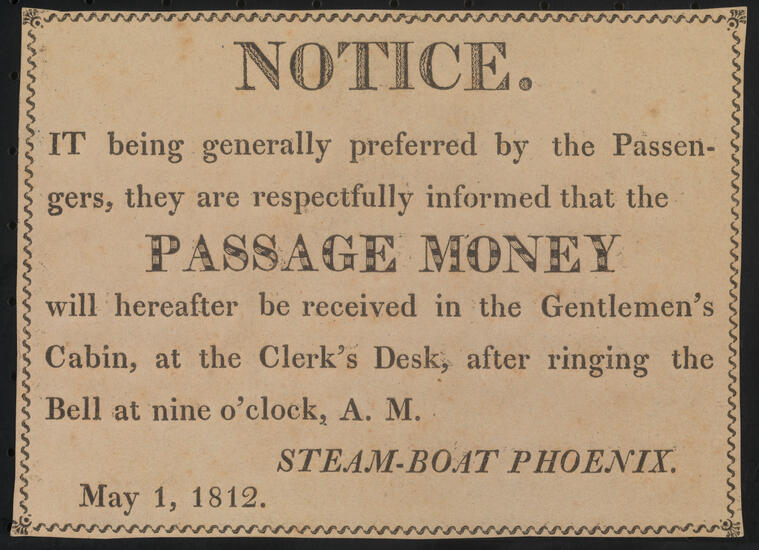 NOTICE.
IT being generally preferred by the Passen-
gers, they are respectfully informed that the
PASSAGE MONEY
will hereafter be received in the Gentlemen's
Cabin, at the Clerk's Desk, after ringing the
Bell at nine o'clock, A. M.
STEAM-BOAT PHOENIX.
May 1, 1812.